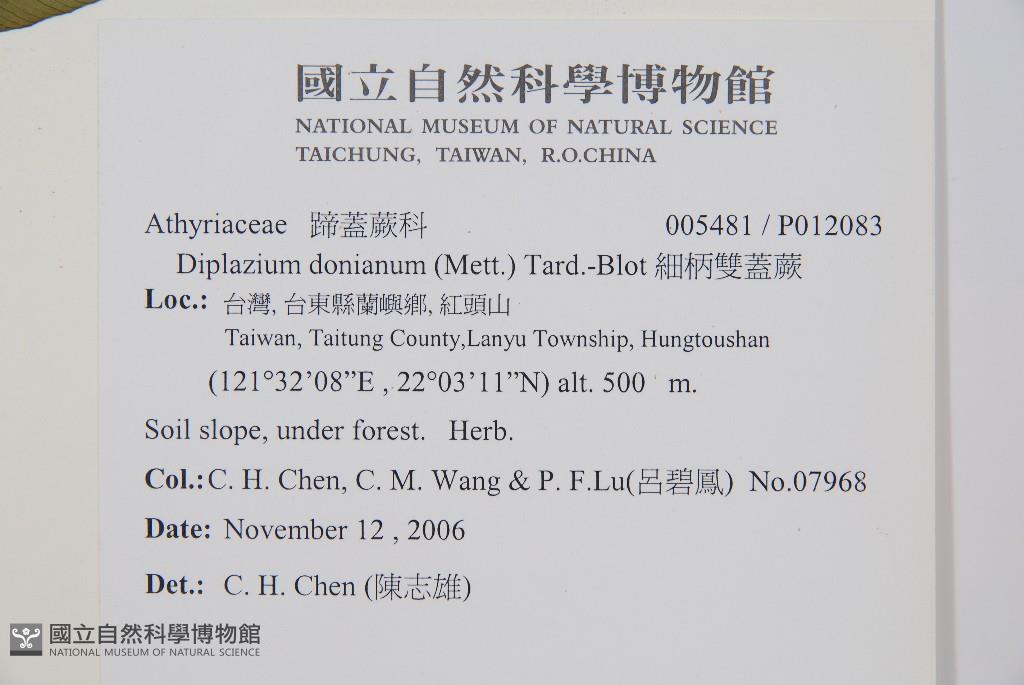 國立自然科學博物館
NATIONAL MUSEUM OF NATURAL SCIENCE
TAICHUNG, TAIWAN, R.O.CHINA
Athyriaceae 蹄蓋蕨科 005481 / P012083
Diplazium donianum (Mett.) Tard.-Blot 細柄雙蓋蕨
Loc.: 台灣, 台東縣蘭嶼鄉, 紅頭山
Taiwan, Taitung County,Lanyu Township, Hungtoushan
(121°32’08”E , 22°03’11”N) alt. 500 m.
Soil slope, under forest. Herb.
Col.:C. H. Chen, C. M. Wang & P. F.Lu(呂碧鳳) No.07968
Date: November 12 , 2006
Det.: C. H. Chen (陳志雄)
國立自然科學博物館
NATIONAL MUSEUM OF NATURAL SCIENCE